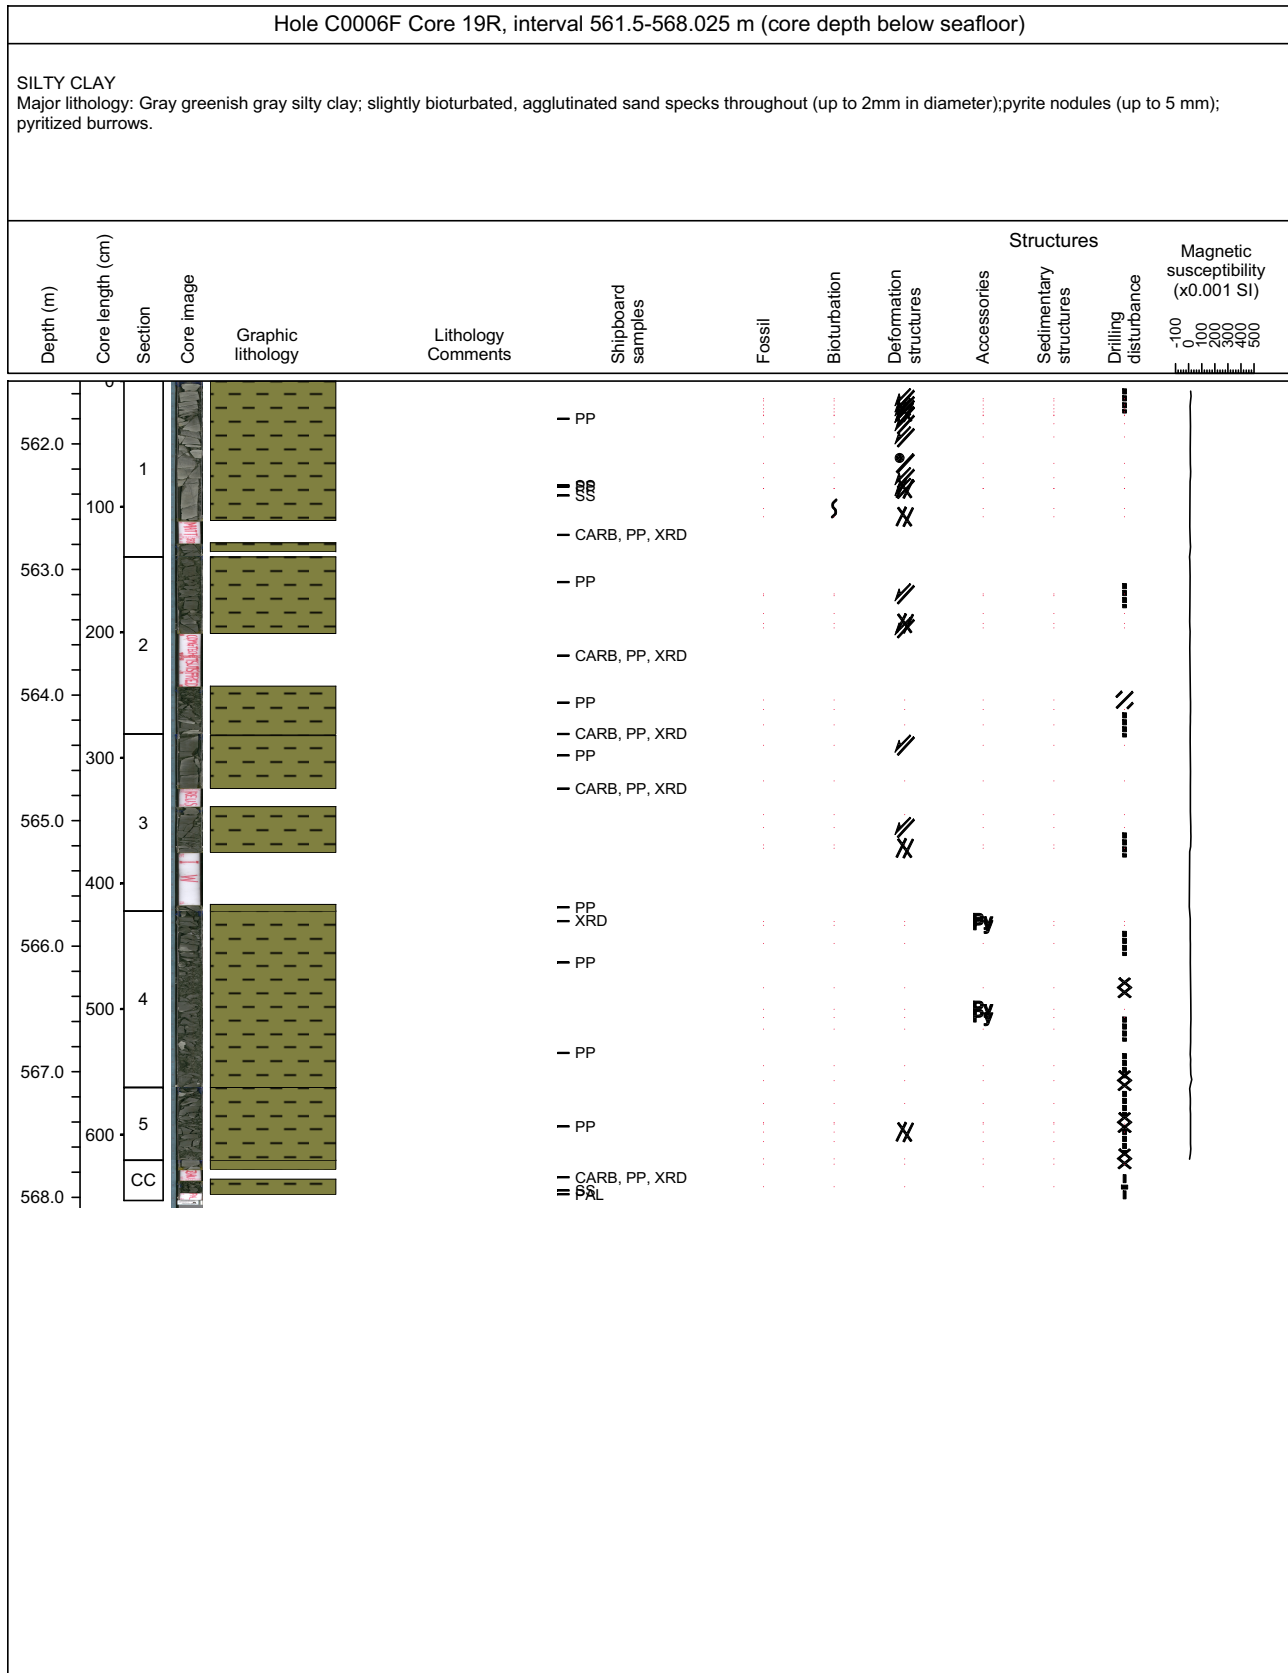 Hole C0006F Core 19R, interval 561.5-568.025 m (core depth below seafloor)
SILTY CLAY
Major lithology: Gray greenish gray silty clay; slightly bioturbated, agglutinated sand specks throughout (up to 2mm in diameter);pyrite nodules (up to 5 mm);
pyritized burrows.
Structures
Depth (m)
Core length (cm)
Section
Core image
Graphic
lithology
Lithology
Comments
Shipboard
samples
Fossil
Bioturbation
Deformation
structures
Accessories
Sedimentary
structures
Drilling
disturbance
Magnetic
susceptibility
(x0.001 SI)
-100 0 100 200 300 400 500
0
PP
562.0
1
SS
100
CARB, PP, XRD
563.0
PP
200
2
CARB, PP, XRD
564.0
PP
CARB, PP, XRD
300
PP
CARB, PP, XRD
565.0
3
400
PP
XRD
Py
566.0
PP
4
500
Py
PP
567.0
5
600
PP
CC
CARB, PP, XRD
SS
568.0
PAL